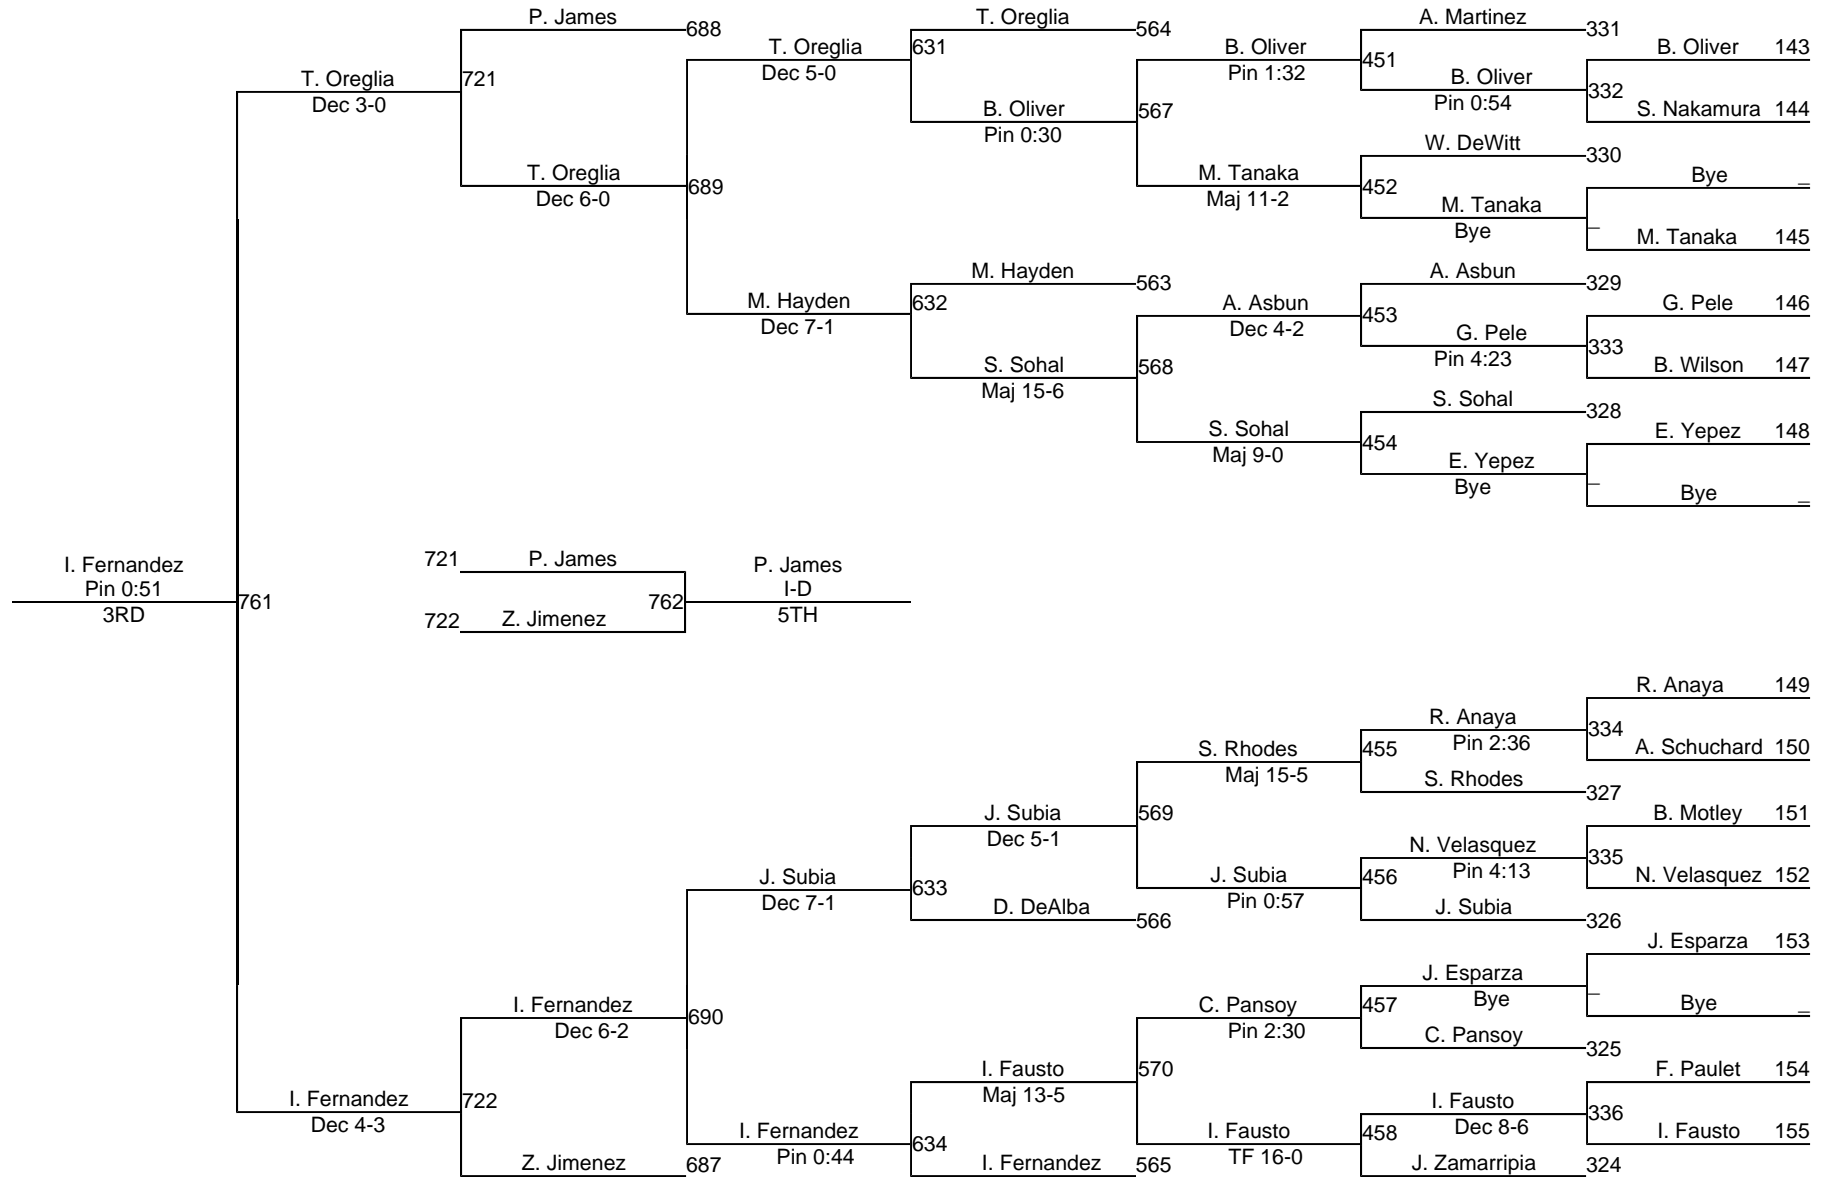 P. James 688
T. Oreglia 564
A. Martinez 331
T. Oreglia 631
B. Oliver 143
B. Oliver 451
Dec 5-0
Pin 1:32
T. Oreglia 721
B. Oliver 332
Dec 3-0
Pin 0:54
B. Oliver 567
S. Nakamura 144
Pin 0:30
W. DeWitt 330
T. Oreglia 689
M. Tanaka 452
Bye _
Dec 6-0
Maj 11-2
M. Tanaka _
Bye
M. Tanaka 145
M. Hayden 563
A. Asbun 329
M. Hayden 632
A. Asbun 453
G. Pele 146
Dec 7-1
Dec 4-2
G. Pele 333
Pin 4:23
S. Sohal 568
B. Wilson 147
Maj 15-6
S. Sohal 328
S. Sohal 454
E. Yepez 148
Maj 9-0
E. Yepez _
Bye
Bye _
I. Fernandez
Pin 0:51
3RD
761
721 P. James
722 Z. Jimenez
762
P. James
I-D
5TH
R. Anaya 149
R. Anaya 334
Pin 2:36
S. Rhodes 455
A. Schuchard 150
Maj 15-5
S. Rhodes 327
J. Subia 569
B. Motley 151
Dec 5-1
N. Velasquez 335
Pin 4:13
J. Subia 633
J. Subia 456
N. Velasquez 152
Dec 7-1
Pin 0:57
D. DeAlba 566
J. Subia 326
J. Esparza 153
J. Esparza _
Bye
I. Fernandez 690
C. Pansoy 457
Bye _
Dec 6-2
Pin 2:30
C. Pansoy 325
I. Fausto 570
F. Paulet 154
Maj 13-5
I. Fernandez 722
I. Fausto 336
Dec 4-3
Dec 8-6
I. Fernandez 634
I. Fausto 458
I. Fausto 155
Pin 0:44
TF 16-0
Z. Jimenez 687
I. Fernandez 565
J. Zamarripia 324